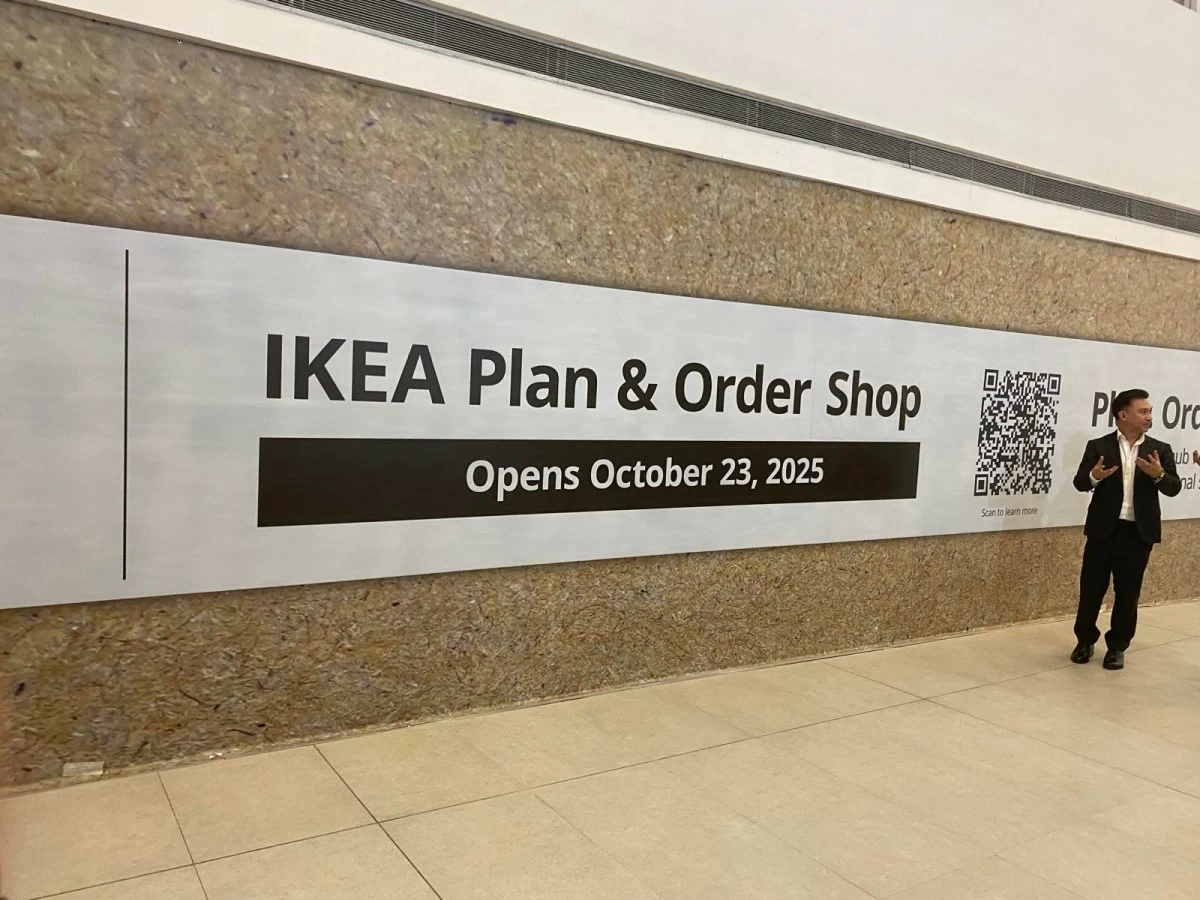 IKEA Plan & Order Shop
Opens October 23, 2025
Scan to learn more